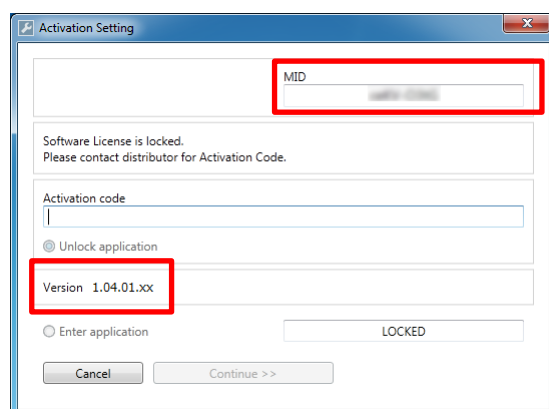 Activation Setting
MID
Software License is locked.
Please contact distributor for Activation Code.
Activation code
Unlock application
Version 1.04.01.xx
Enter application
LOCKED
Cancel
Continue >>